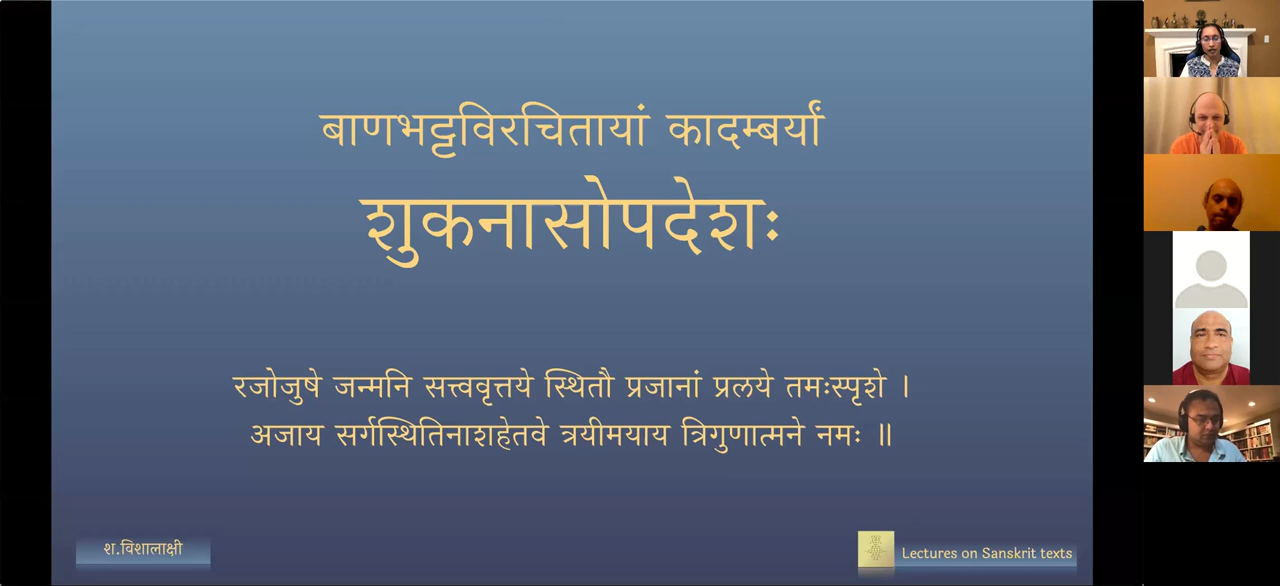 बाणभट्टविरचितायां कादम्बर्यां
शुकनासोपदेशः
रजोजुषे जन्मनि सत्त्ववृत्तये स्थितौ प्रजानां प्रलये तमःस्पृशे ।
अजाय सर्गस्थितिनाशहेतवे त्रयीमयाय त्रिगुणात्मने नमः ॥
श.विशालाक्षी
Lectures on Sanskrit texts